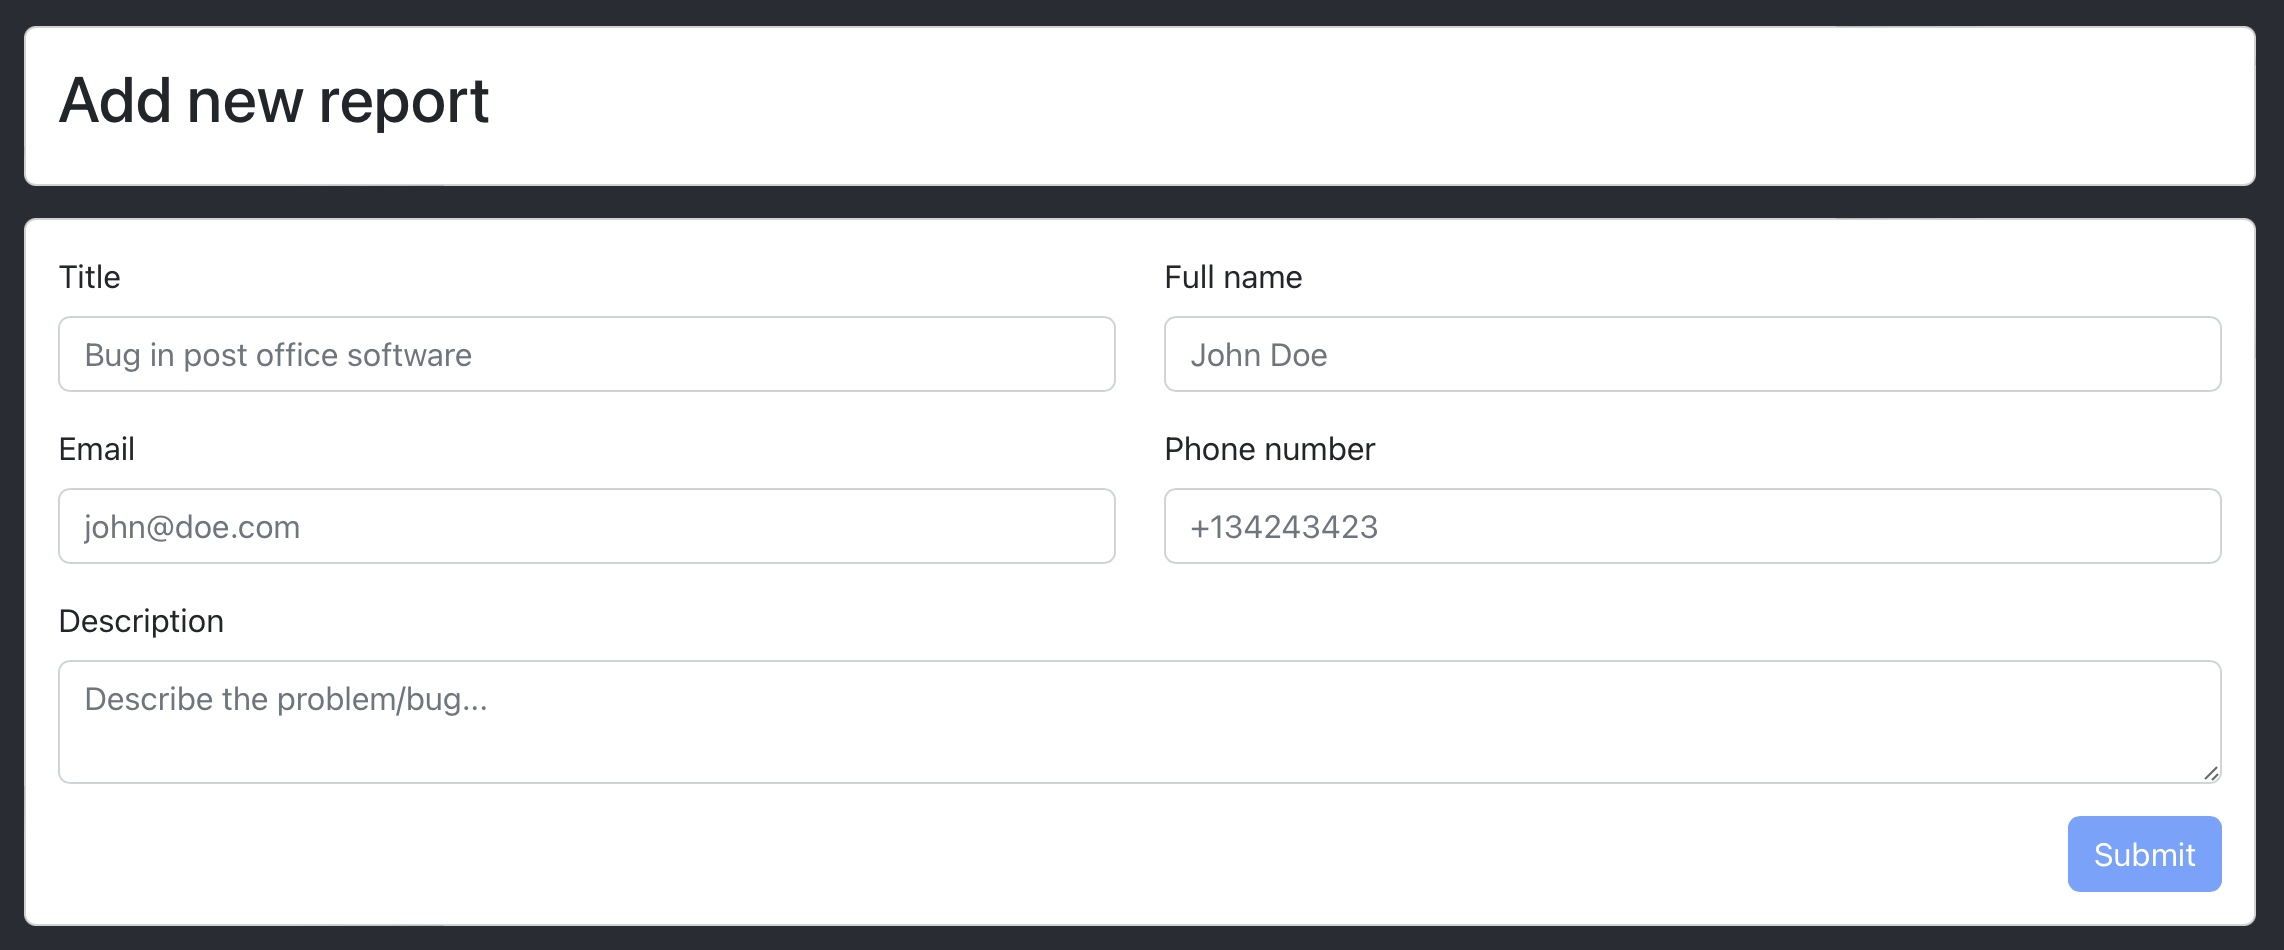 Add new report
Title
Full name
Bug in post office software
John Doe
Email
Phone number
john@doe.com
+134243423
Description
Describe the problem/bug...
Submit